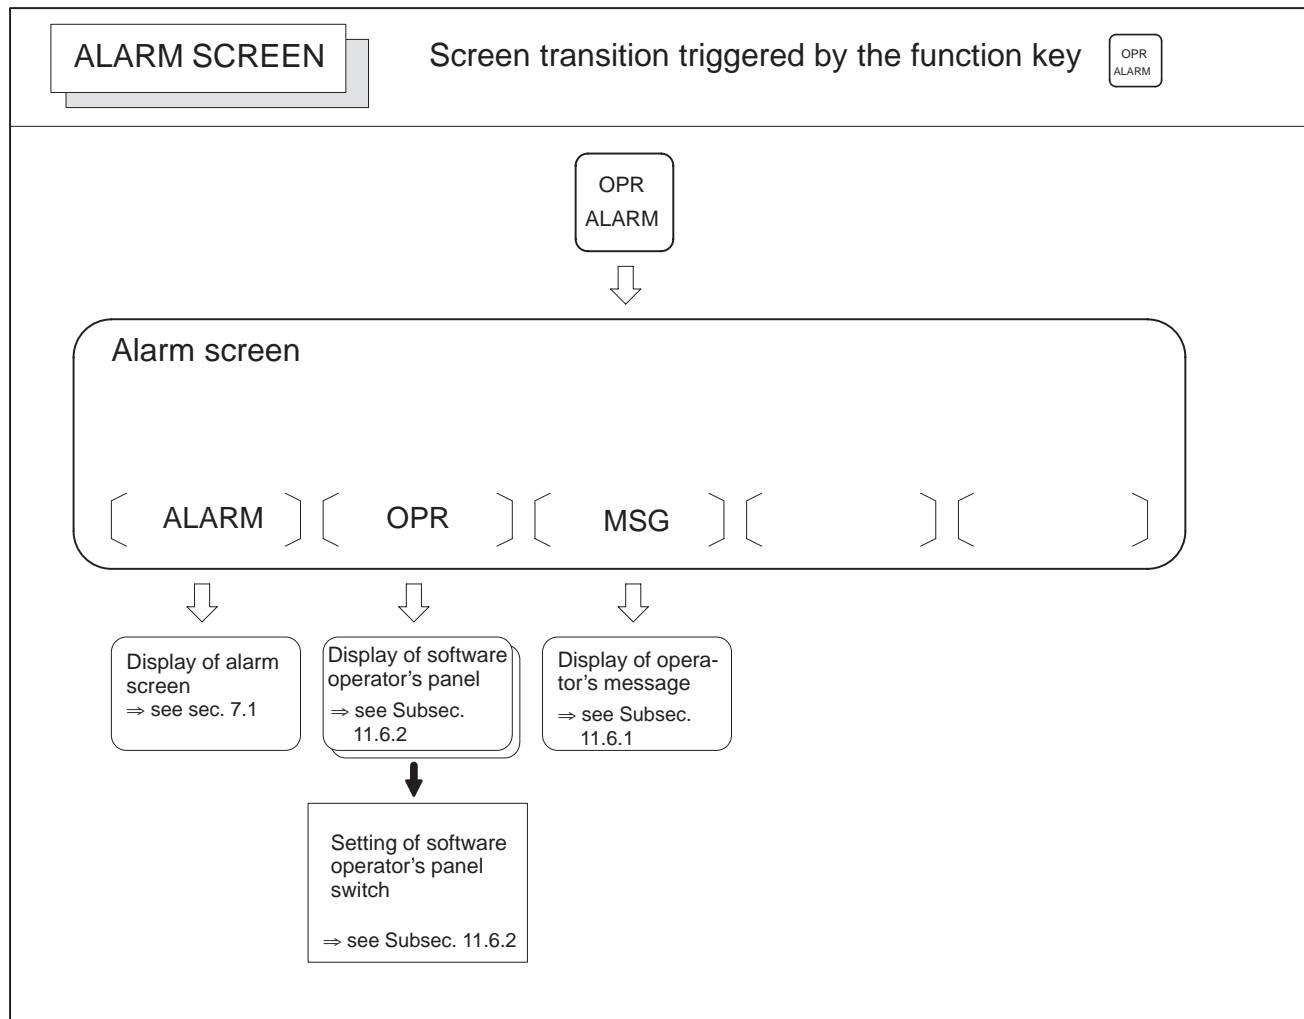 ALARM SCREEN
Screen transition triggered by the function key
OPR
ALARM
OPR
ALARM
Alarm screen
[ ALARM ] [ OPR ] [ MSG ] [ ] [ ]
Display of alarm
screen
⇒ see sec. 7.1
Display of software
operator’s panel
⇒ see Subsec.
11.6.2
Display of opera-
tor’s message
⇒ see Subsec.
11.6.1
Setting of software
operator’s panel
switch
⇒ see Subsec. 11.6.2